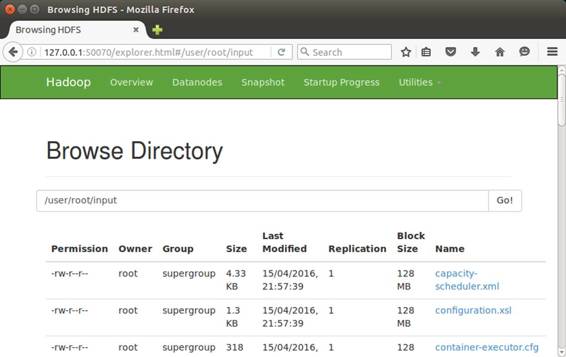 Browsing HDFS - Mozilla Firefox
Browsing HDFS
127.0.0.1:50070/explorer.html#/user/root/input
Search
Hadoop Overview Datanodes Snapshot Startup Progress Utilities
Browse Directory
/user/root/input Go!
Permission Owner Group Size Last Modified Replication Block Size Name
-rw-r--r-- root supergroup 4.33 KB 15/04/2016, 21:57:39 1 128 MB capacity-scheduler.xml
-rw-r--r-- root supergroup 1.3 KB 15/04/2016, 21:57:39 1 128 MB configuration.xsl
-rw-r--r-- root supergroup 318 15/04/2016, 1 128 container-executor.cfg